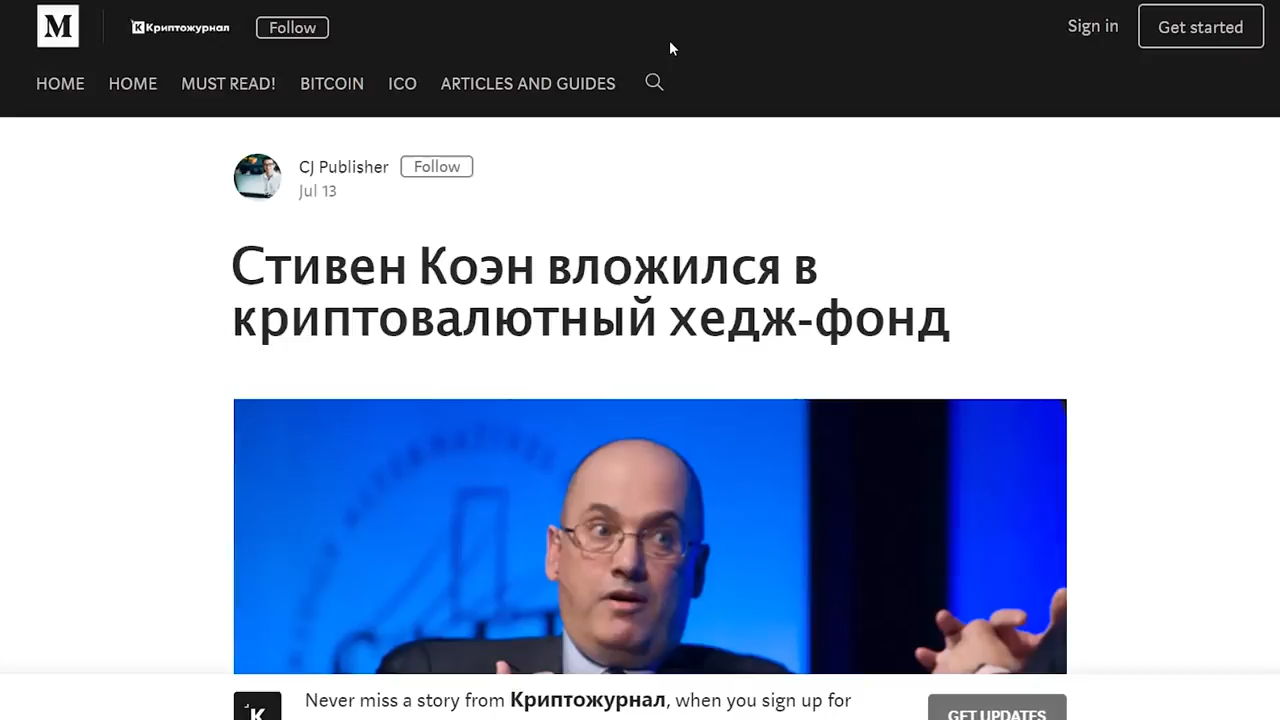 M
Криптожурнал
Follow
Sign in
Get started
HOME
HOME
MUST READ!
BITCOIN
ICO
ARTICLES AND GUIDES
CJ Publisher
Follow
Jul 13
Стивен Коэн вложился в
криптовалютный хедж-фонд
Never miss a story from Криптожурнал, when you sign up for
GET UPDATES